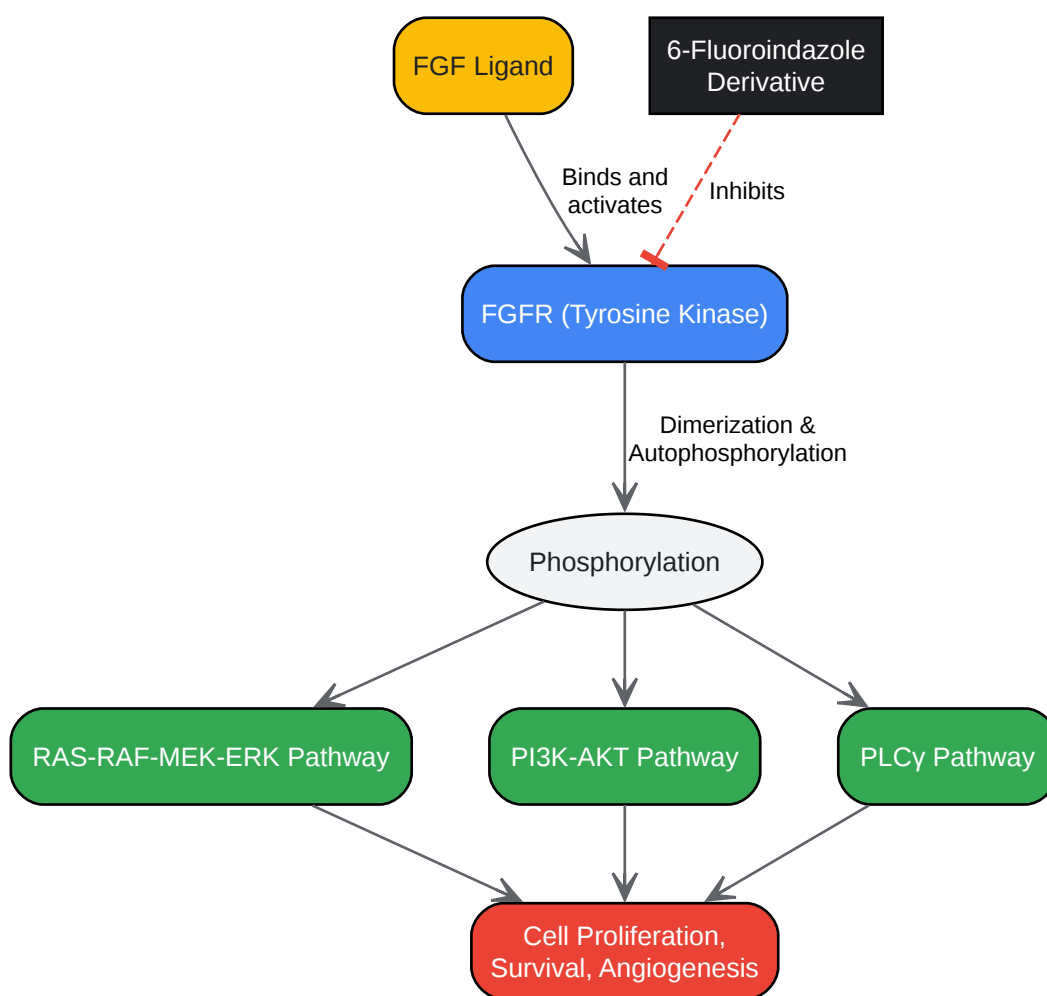 FGF Ligand
6-Fluoroindazole
Derivative
Binds and
activates
Inhibits
FGFR (Tyrosine Kinase)
Dimerization &
Autophosphorylation
Phosphorylation
RAS-RAF-MEK-ERK Pathway
PI3K-AKT Pathway
PLCγ Pathway
Cell Proliferation,
Survival, Angiogenesis